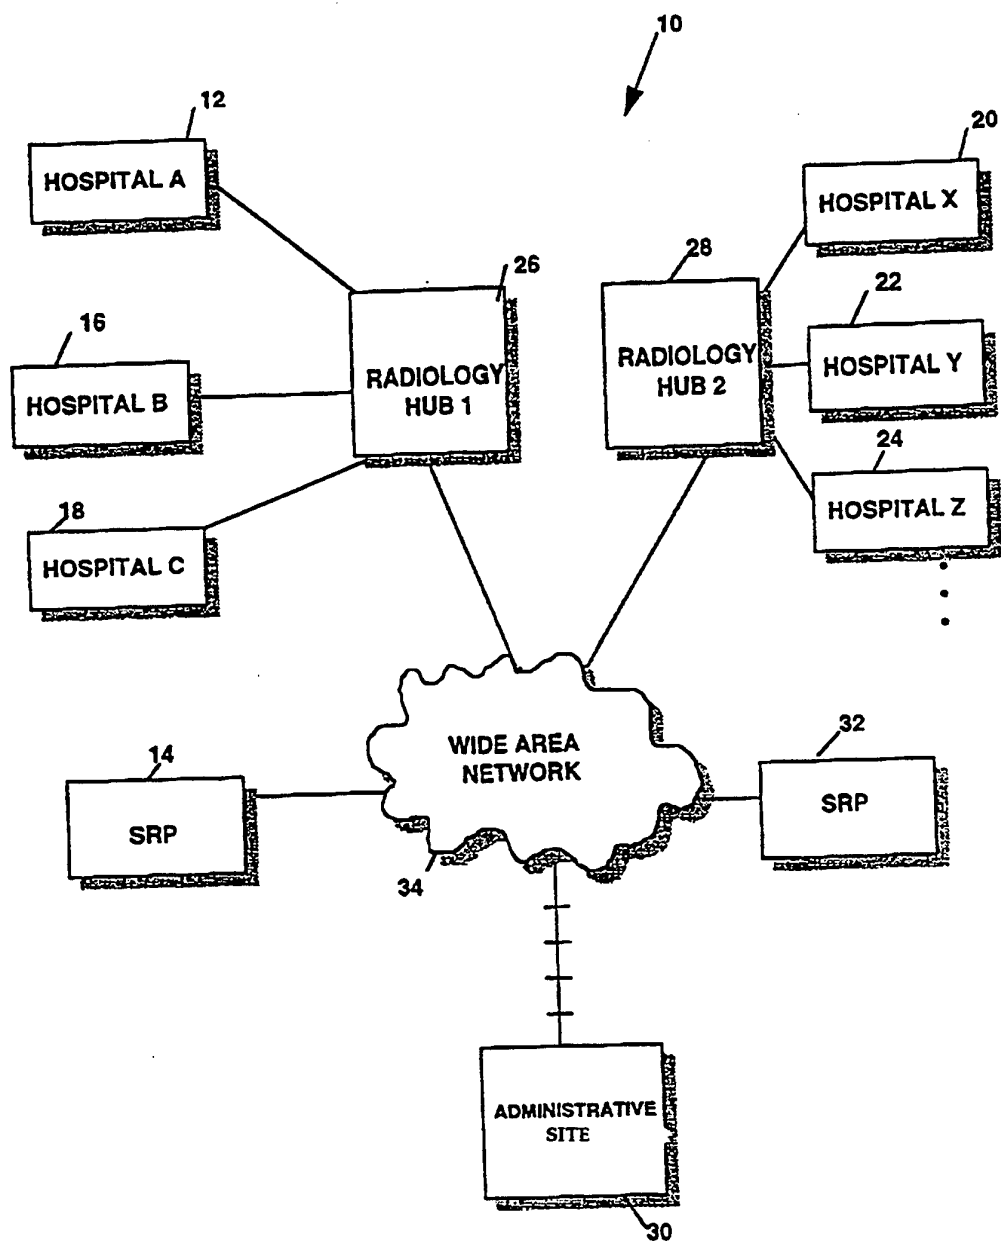 10
12
HOSPITAL A
20
HOSPITAL X
26
RADIOLOGY
HUB 1
28
RADIOLOGY
HUB 2
16
HOSPITAL B
22
HOSPITAL Y
18
HOSPITAL C
24
HOSPITAL Z
WIDE AREA
NETWORK
14
SRP
32
SRP
34
ADMINISTRATIVE
SITE
30